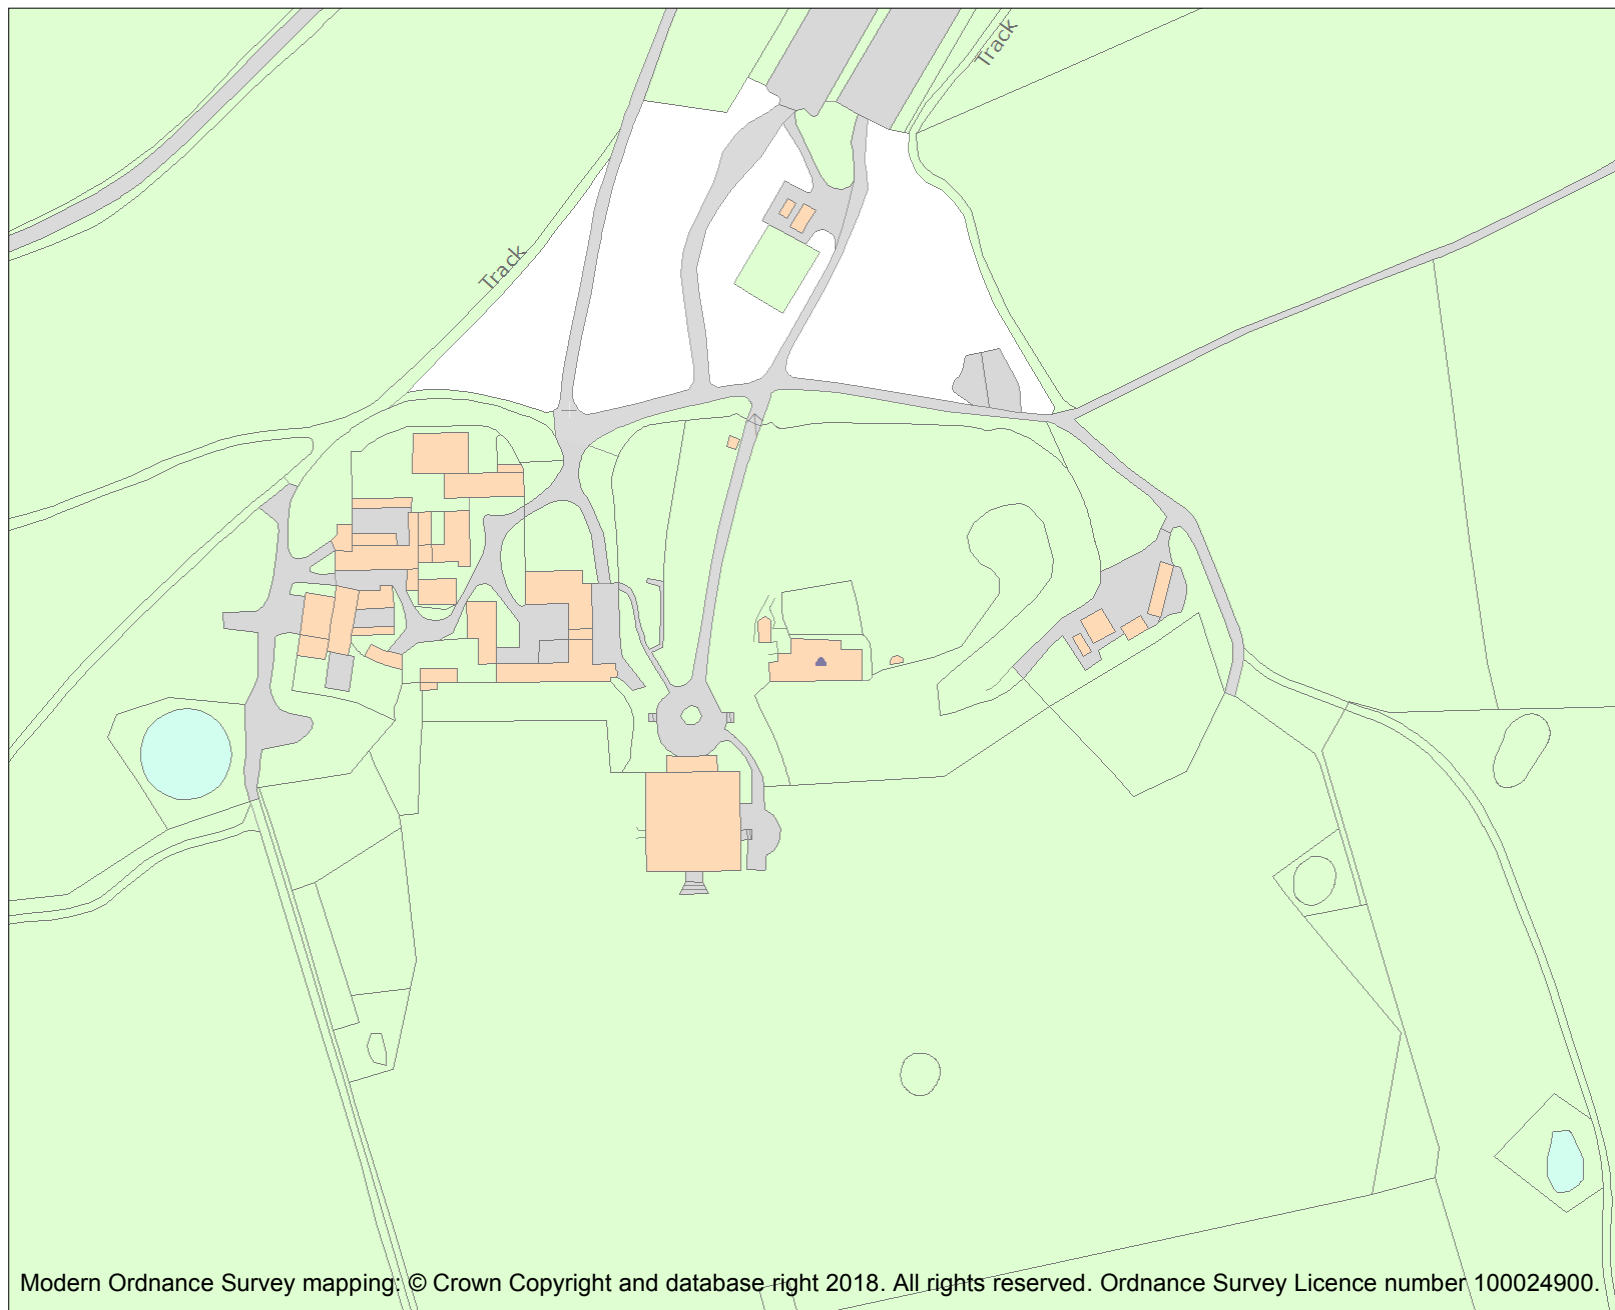 Track
Track
Modern Ordnance Survey mapping: © Crown Copyright and database right 2018. All rights reserved. Ordnance Survey Licence number 100024900.